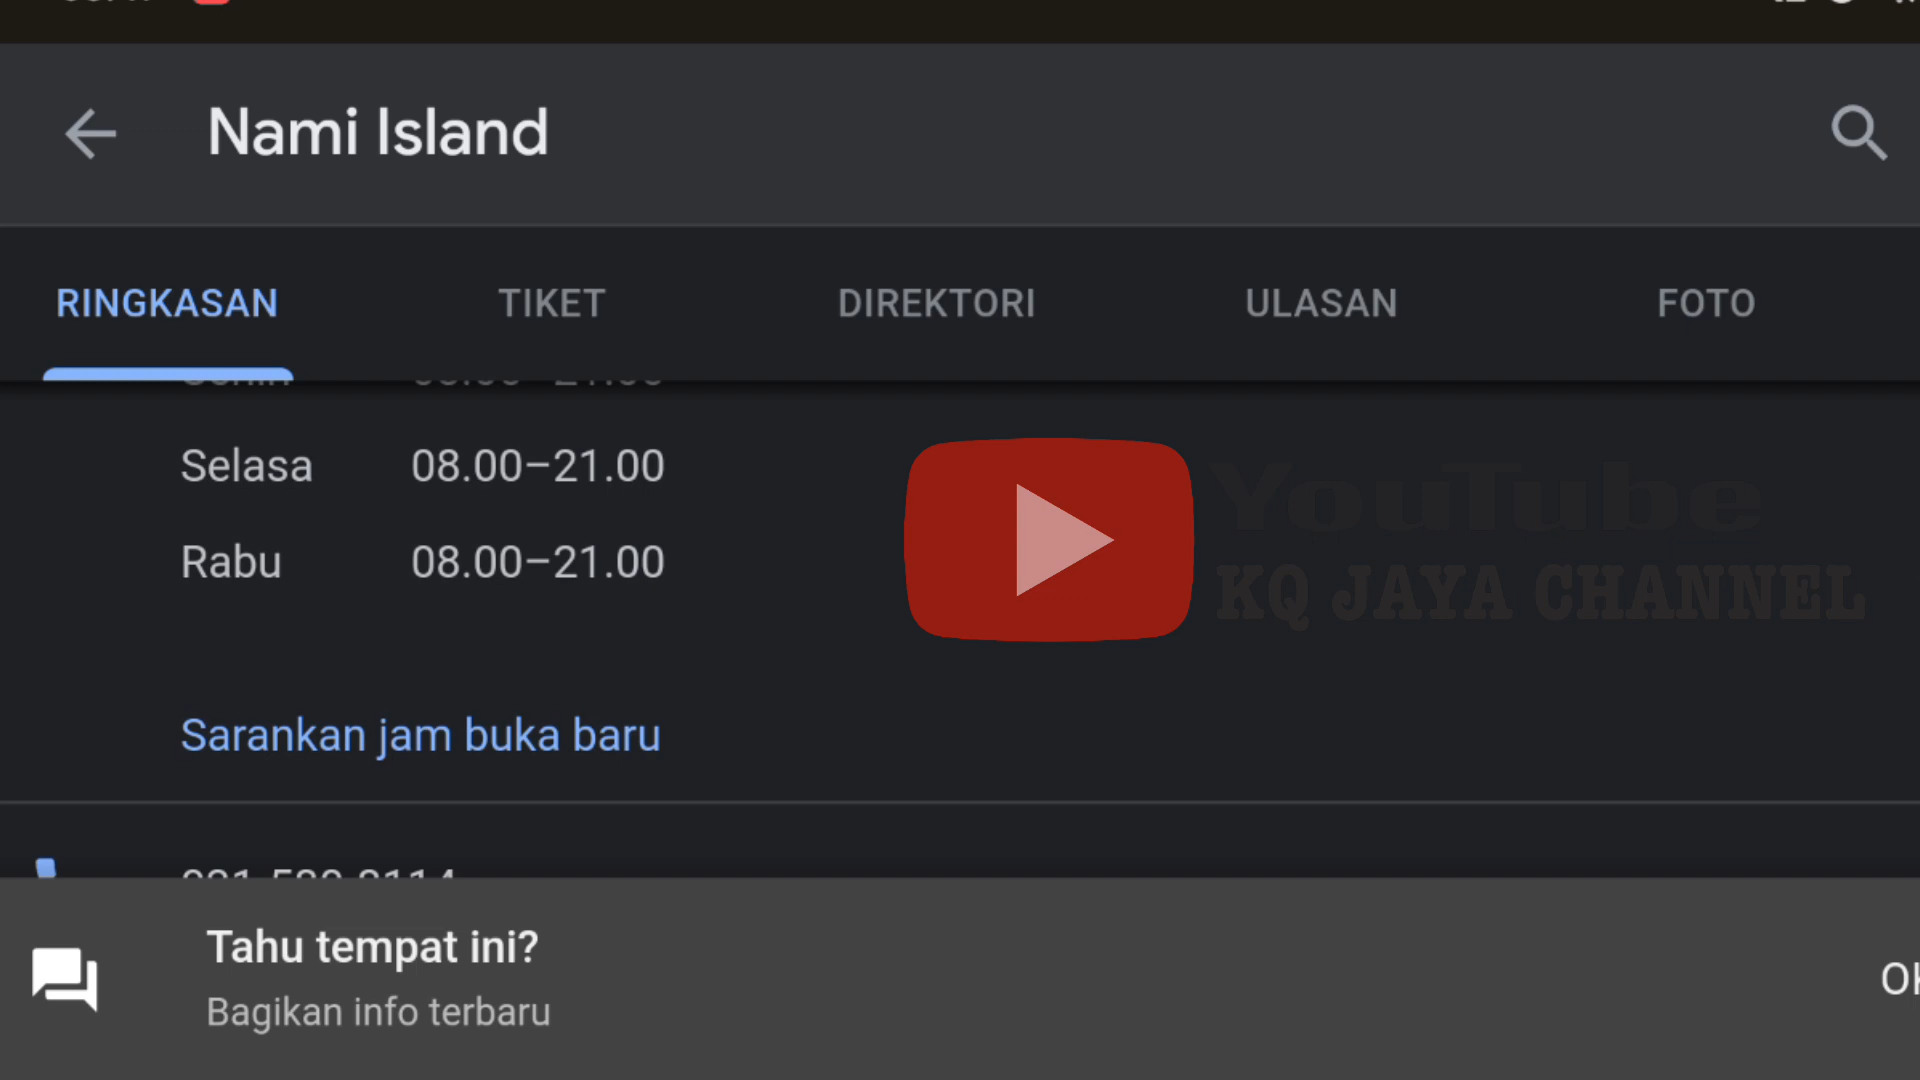 Nami Island
RINGKASAN TIKET DIREKTORI ULASAN FOTO
Selasa 08.00–21.00
Rabu 08.00–21.00
YouTube
KQ JAYA CHANNEL
Sarankan jam buka baru
Tahu tempat ini?
Bagikan info terbaru